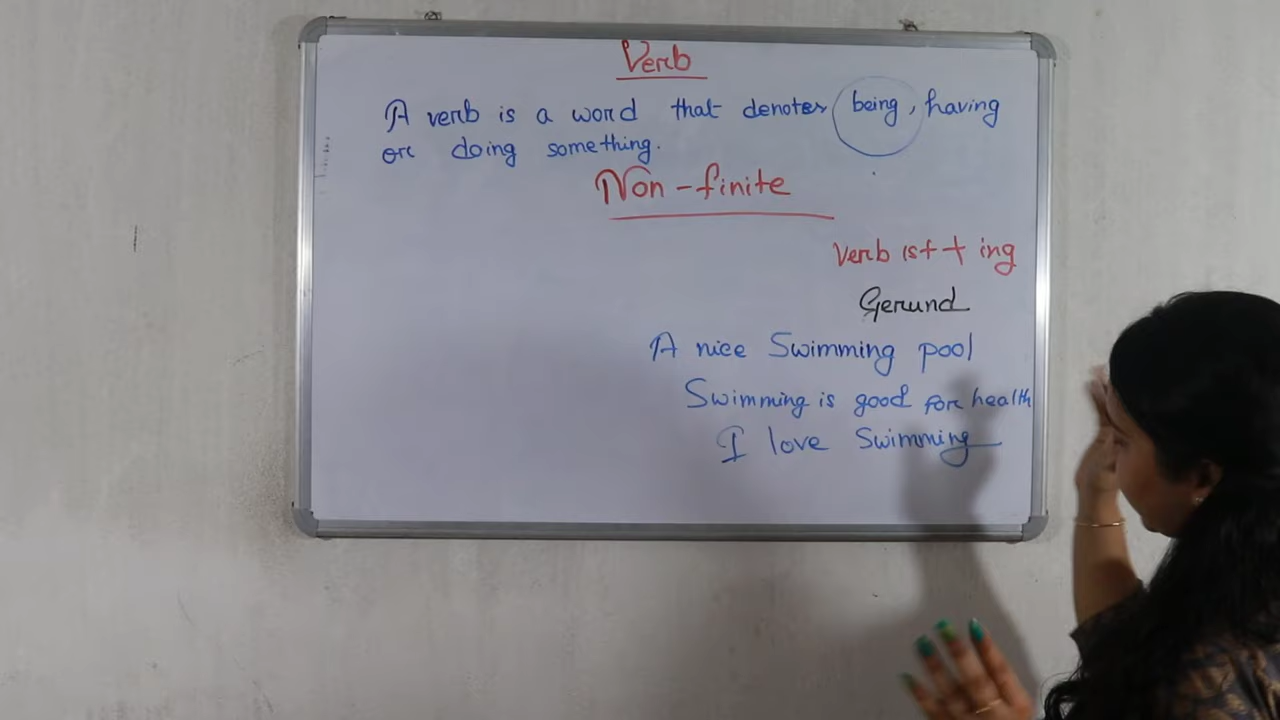 Verb
A verb is a word that denotes being, having
or doing something.
Non-finite
Verb ist + ing
Gerund
A nice Swimming pool
Swimming is good for health
I love Swimming